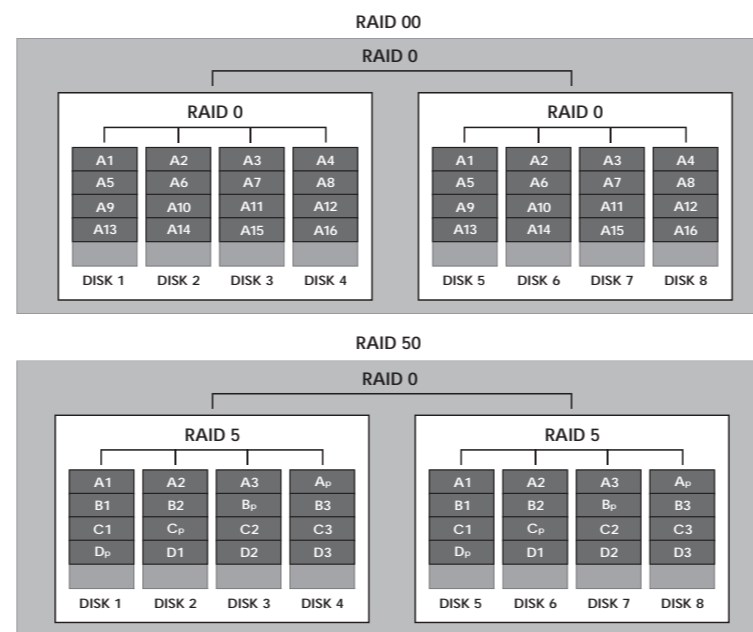 RAID 00
RAID 0
RAID 0 RAID 0
A1 A2 A3 A4 A1 A2 A3 A4
A5 A6 A7 A8 A5 A6 A7 A8
A9 A10 A11 A12 A9 A10 A11 A12
A13 A14 A15 A16 A13 A14 A15 A16
DISK 1 DISK 2 DISK 3 DISK 4 DISK 5 DISK 6 DISK 7 DISK 8
RAID 50
RAID 0
RAID 5 RAID 5
A1 A2 A3 Ap A1 A2 A3 Ap
B1 B2 Bp B3 B1 B2 Bp B3
C1 Cp C2 C3 C1 Cp C2 C3
Dp D1 D2 D3 Dp D1 D2 D3
DISK 1 DISK 2 DISK 3 DISK 4 DISK 5 DISK 6 DISK 7 DISK 8